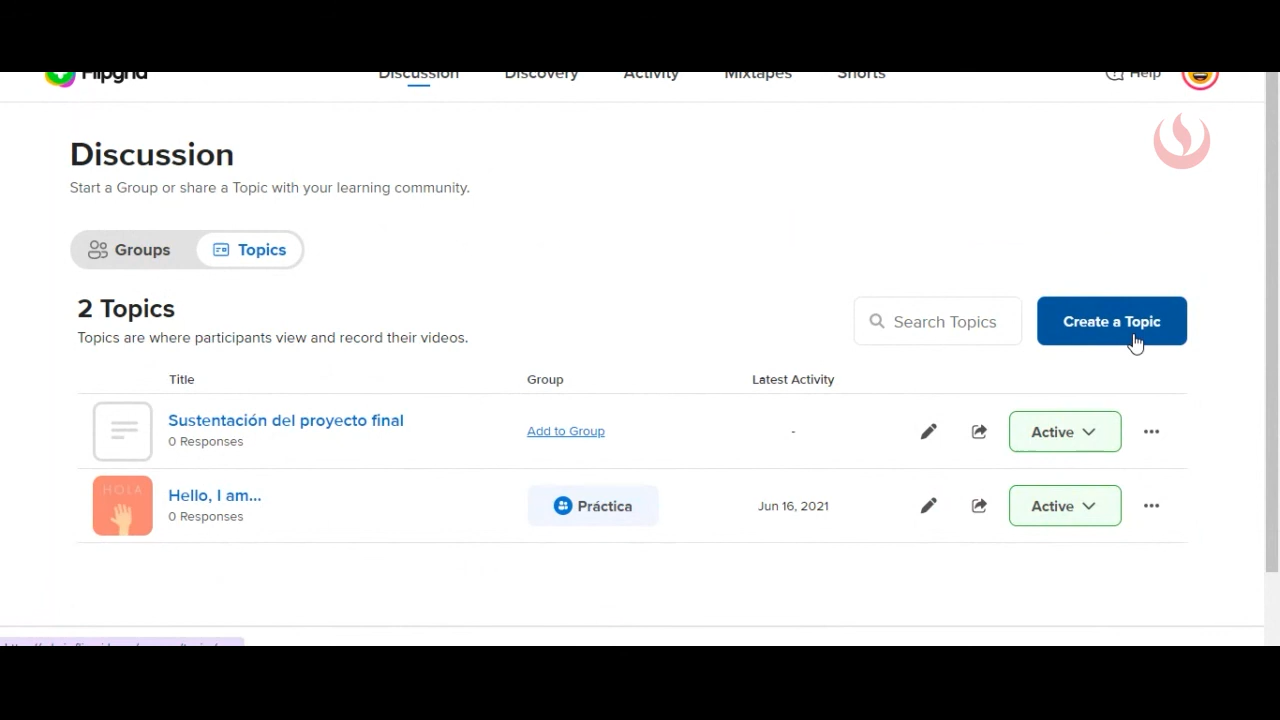 Flipgrid Discussion Discovery Activity Mixtapes Shorts Help
Discussion
Start a Group or share a Topic with your learning community.
Groups Topics
2 Topics
Topics are where participants view and record their videos.
Search Topics
Create a Topic
Title Group Latest Activity
Sustentación del proyecto final
0 Responses
Add to Group - Active
HOLA
Hello, I am...
0 Responses
Práctica Jun 16, 2021 Active